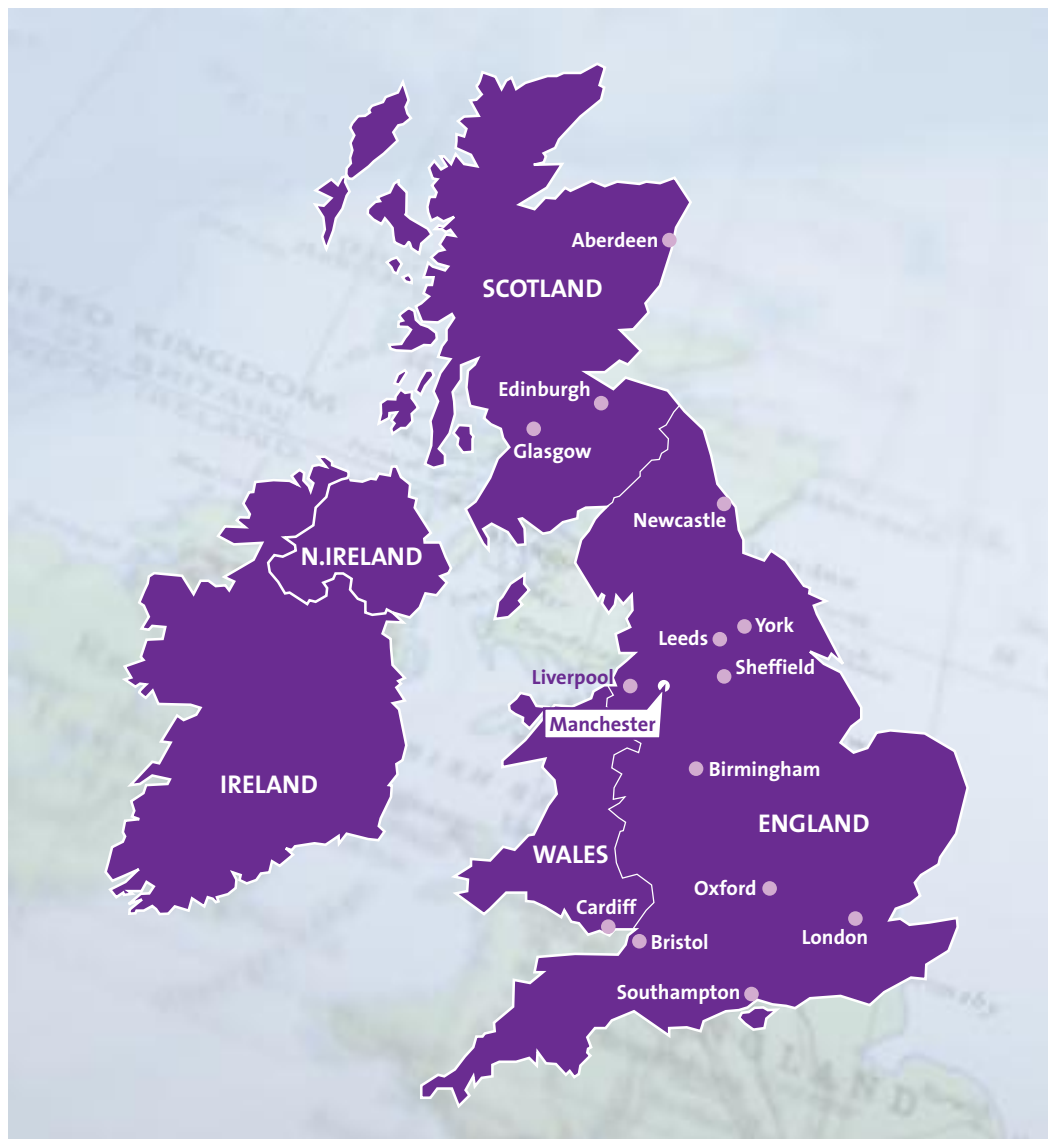 Aberdeen
SCOTLAND
KINGDOM
Edinburgh
Glasgow
Newcastle
N.IRELAND
York
Leeds
Sheffield
Liverpool
Manchester
Birmingham
IRELAND
ENGLAND
WALES
Oxford
Cardiff
London
Bristol
Southampton